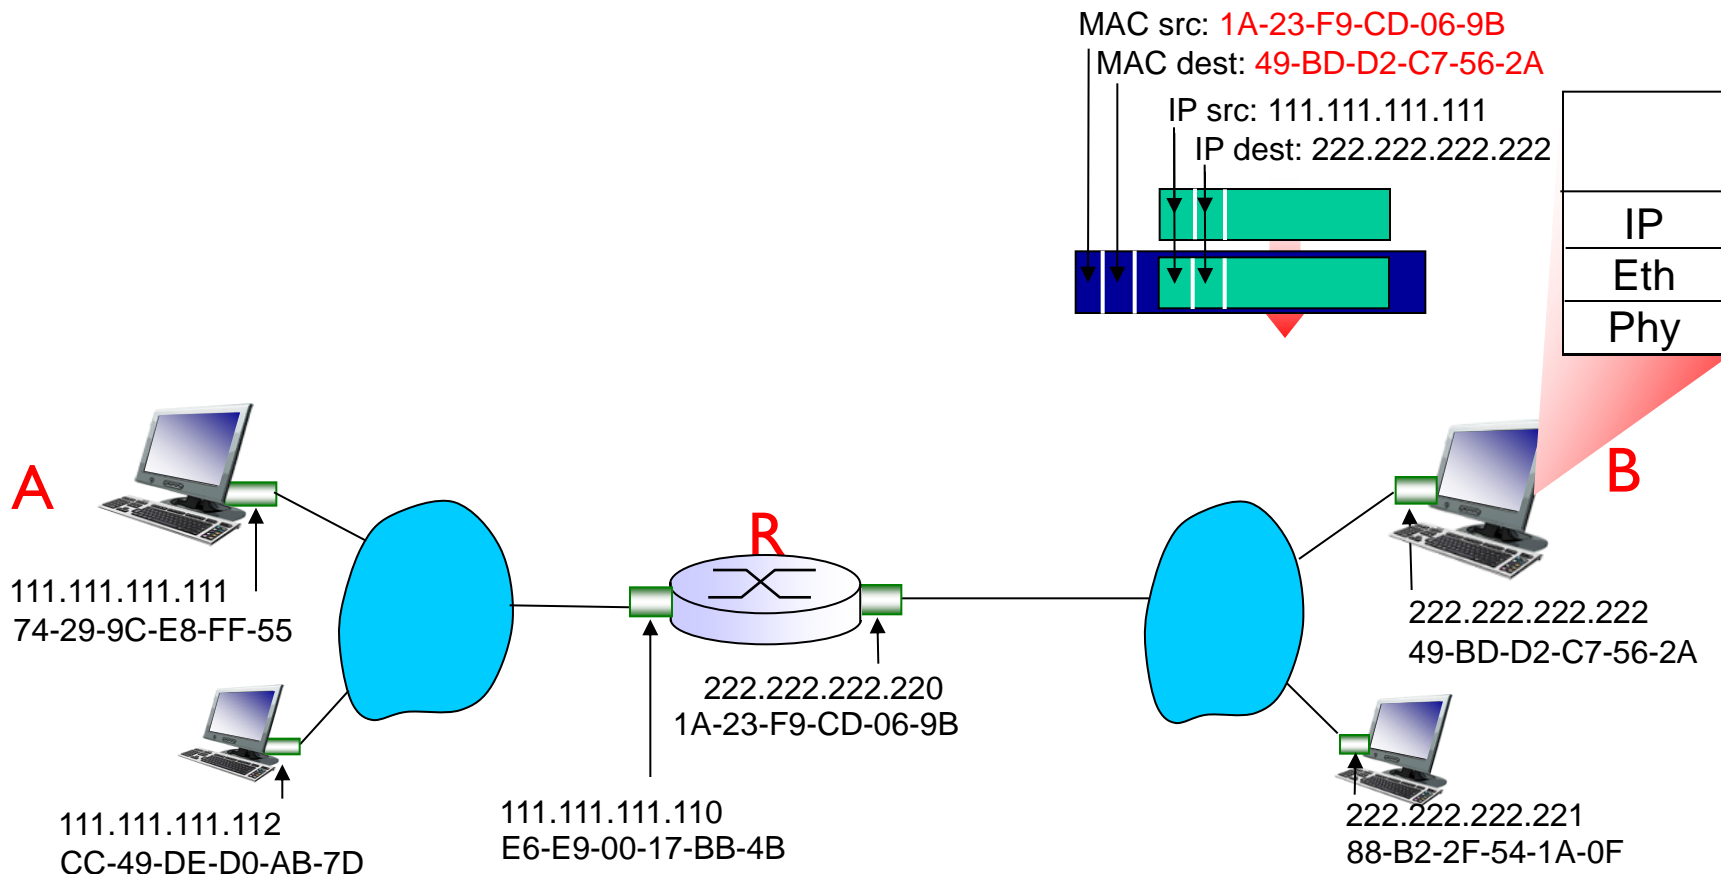 MAC src: 1A-23-F9-CD-06-9B
MAC dest: 49-BD-D2-C7-56-2A
IP src: 111.111.111.111
IP dest: 222.222.222.222
IP
Eth
Phy
A
R
B
111.111.111.111
74-29-9C-E8-FF-55
222.222.222.222
49-BD-D2-C7-56-2A
222.222.222.220
1A-23-F9-CD-06-9B
111.111.111.112
CC-49-DE-D0-AB-7D
111.111.111.110
E6-E9-00-17-BB-4B
222.222.222.221
88-B2-2F-54-1A-0F